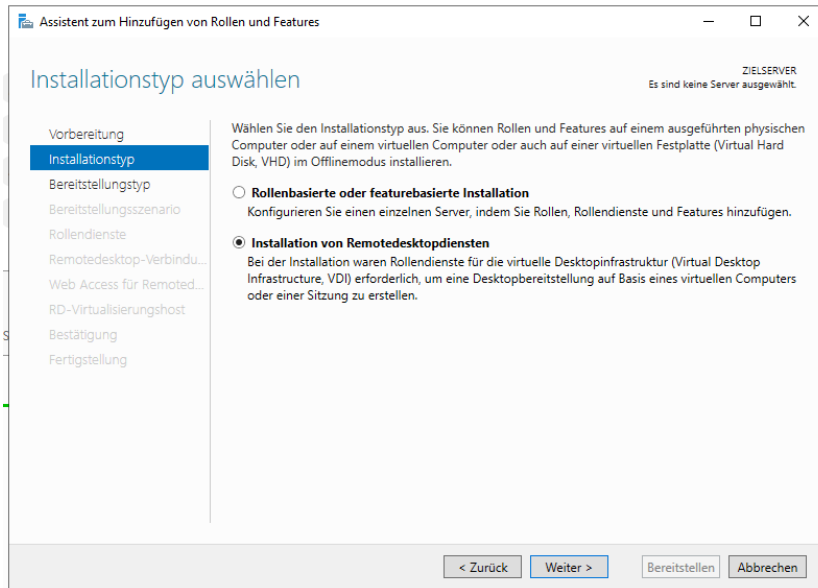 Assistent zum Hinzufügen von Rollen und Features
Installationstyp auswählen
ZIELSERVER
Es sind keine Server ausgewählt.
Vorbereitung
Installationstyp
Bereitstellungstyp
Bereitstellungsszenario
Rollendienste
Remotedesktop-Verbindu...
Web Access für Remoted...
RD-Virtualisierungshost
Bestätigung
Fertigstellung
Wählen Sie den Installationstyp aus. Sie können Rollen und Features auf einem ausgeführten physischen
Computer oder auf einem virtuellen Computer oder auch auf einer virtuellen Festplatte (Virtual Hard
Disk, VHD) im Offlinemodus installieren.
Rollenbasierte oder featurebasierte Installation
Konfigurieren Sie einen einzelnen Server, indem Sie Rollen, Rollendienste und Features hinzufügen.
Installation von Remotedesktopdiensten
Bei der Installation waren Rollendienste für die virtuelle Desktopinfrastruktur (Virtual Desktop
Infrastructure, VDI) erforderlich, um eine Desktopbereitstellung auf Basis eines virtuellen Computers
oder einer Sitzung zu erstellen.
< Zurück
Weiter >
Bereitstellen
Abbrechen